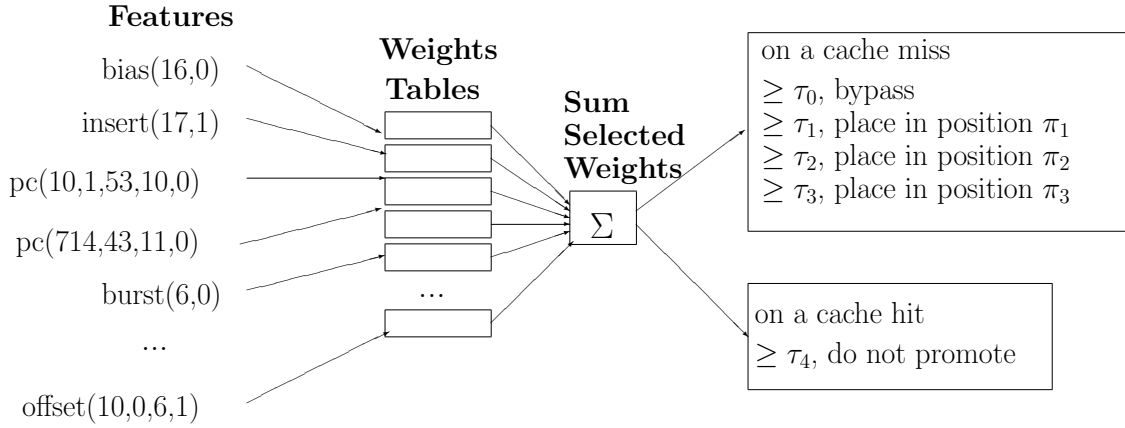 Features
bias(16,0)
insert(17,1)
pc(10,1,53,10,0)
pc(714,43,11,0)
burst(6,0)
...
offset(10,0,6,1)
Weights
Tables
...
Sum
Selected
Weights
Σ
on a cache miss
≥ τ0, bypass
≥ τ1, place in position π1
≥ τ2, place in position π2
≥ τ3, place in position π3
on a cache hit
≥ τ4, do not promote